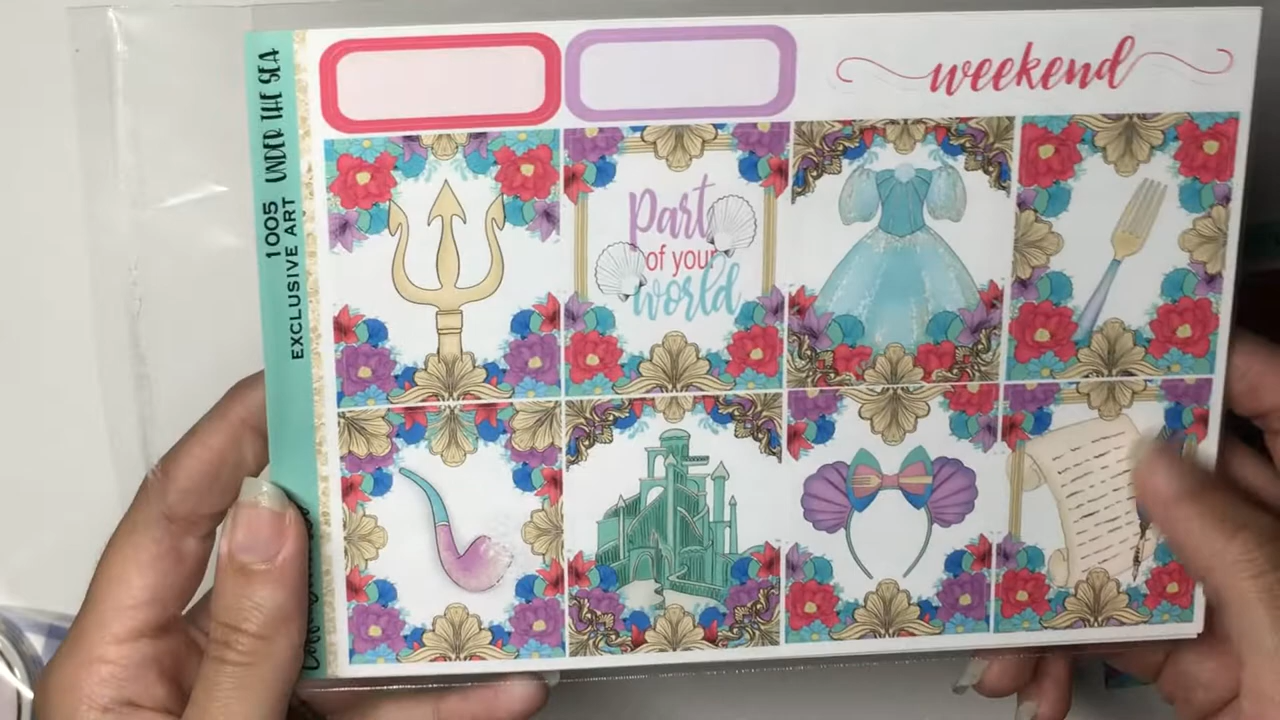 1005 UNDER THE SEA
EXCLUSIVE ART
weekend
Part
of your
world